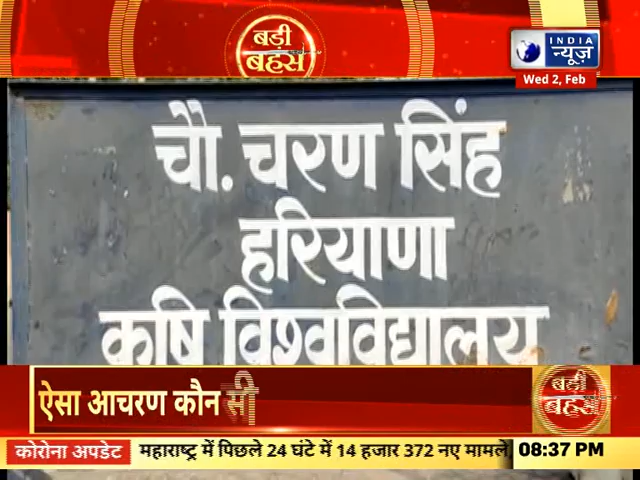 बड़ी
बहस
INDIA
न्यूज़
Wed 2, Feb
चौ. चरण सिंह
हरियाणा
कृषि विश्वविद्यालय
ऐसा आचरण कौन सी
बड़ी
बहस
कोरोना अपडेट
महाराष्ट्र में पिछले 24 घंटे में 14 हजार 372 नए मामले,
08:37 PM